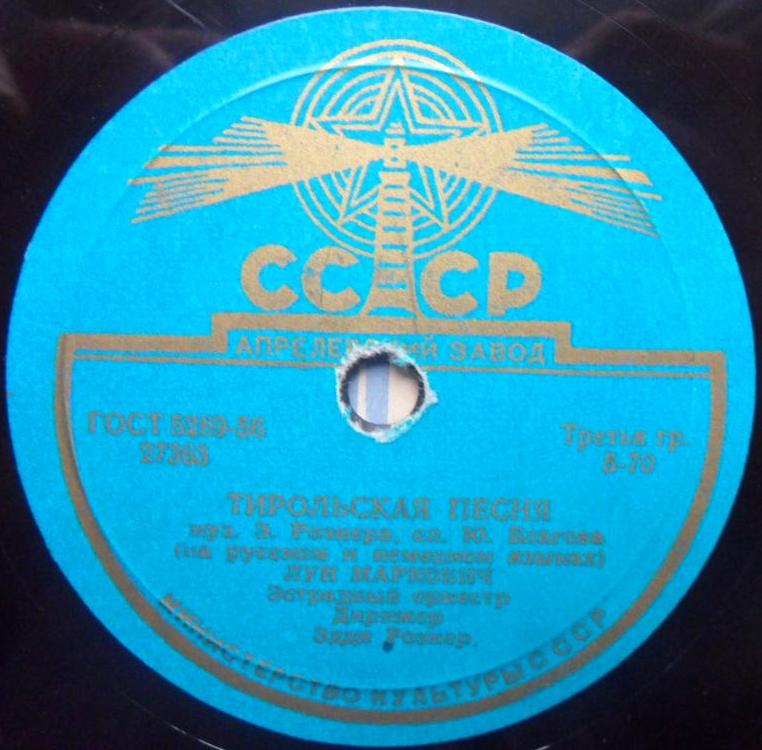 СССР
АПРЕЛЕВСКИЙ ЗАВОД
ГОСТ 5289-56
27363
Третья гр.
5-70
ТИРОЛЬСКАЯ ПЕСНЯ
муз. Э. Рознера, сл. Ю. Благова
(на русском и немецком языках)
ЛУИ МАРКОВИЧ
Эстрадный оркестр
Дирижер
Эдди Рознер.
МИНИСТЕРСТВО КУЛЬТУРЫ СССР